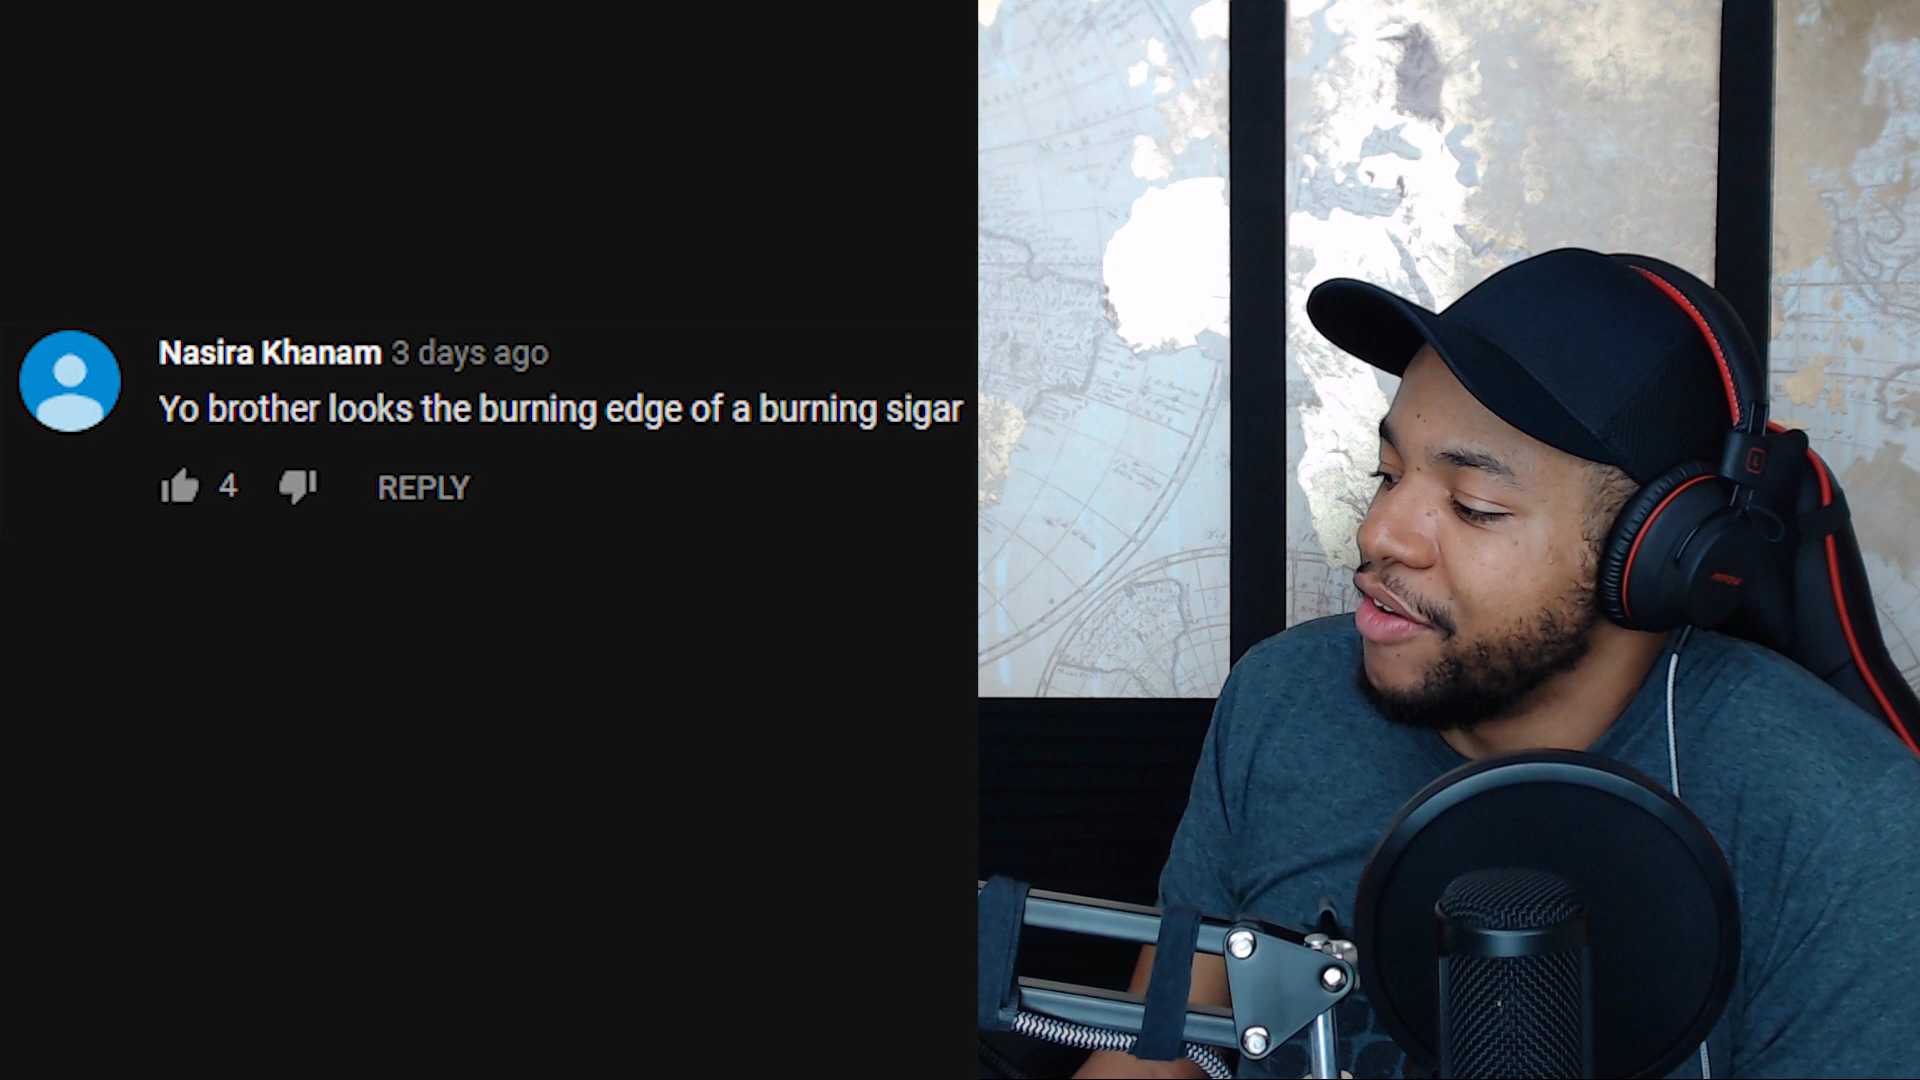 Nasira Khanam 3 days ago
Yo brother looks the burning edge of a burning sigar
4 REPLY